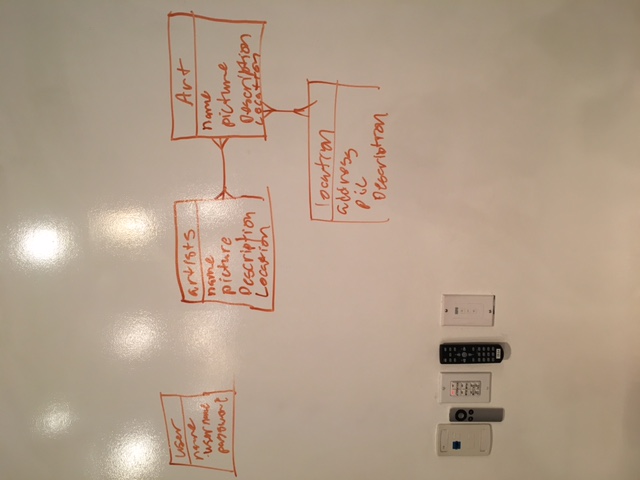 user
name
username
password
artists
name
picture
Description
Location
Art
name
picture
Description
Location
location
address
pic
Description